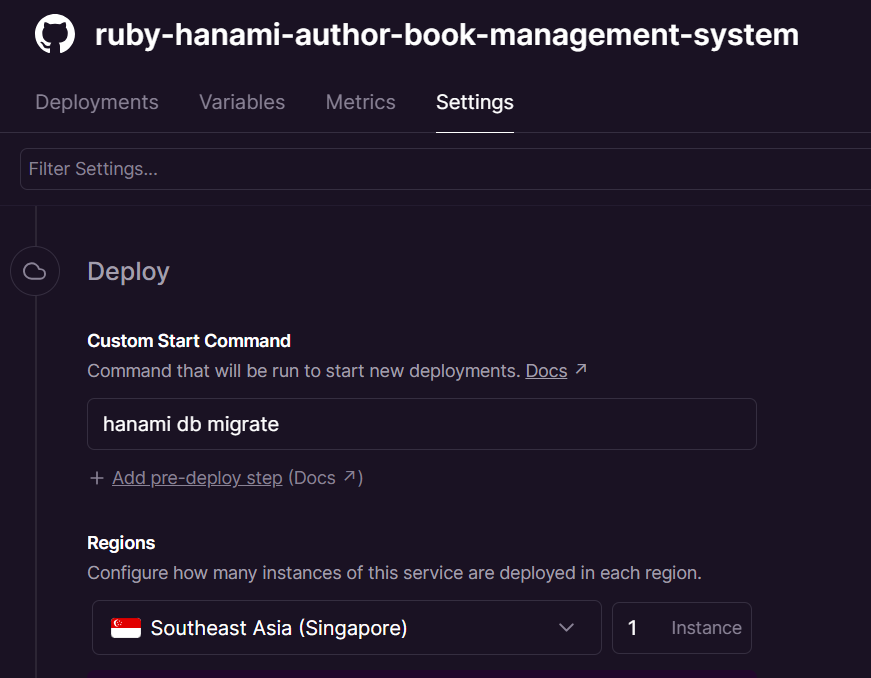 ruby-hanami-author-book-management-system
Deployments Variables Metrics Settings
Filter Settings...
Deploy
Custom Start Command
Command that will be run to start new deployments. Docs ↗
hanami db migrate
+ Add pre-deploy step (Docs ↗)
Regions
Configure how many instances of this service are deployed in each region.
Southeast Asia (Singapore) 1 Instance